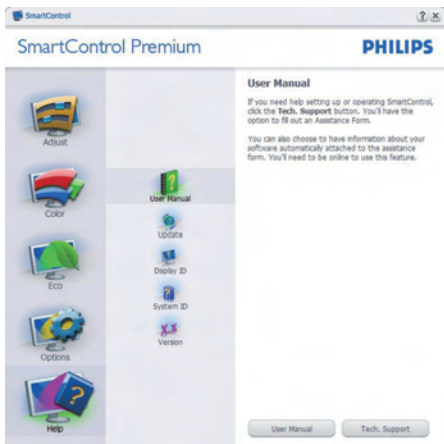 SmartControl
SmartControl Premium
PHILIPS
Adjust
Color
Eco
Options
Help
User Manual
Update
Display ID
System ID
X.X
Version
User Manual
If you need help setting up or operating SmartControl,
click the Tech. Support button. You'll have the
option to fill out an Assistance Form.
You can also choose to have information about your
software automatically attached to the assistance
form. You'll need to be online to use this feature.
User Manual
Tech. Support